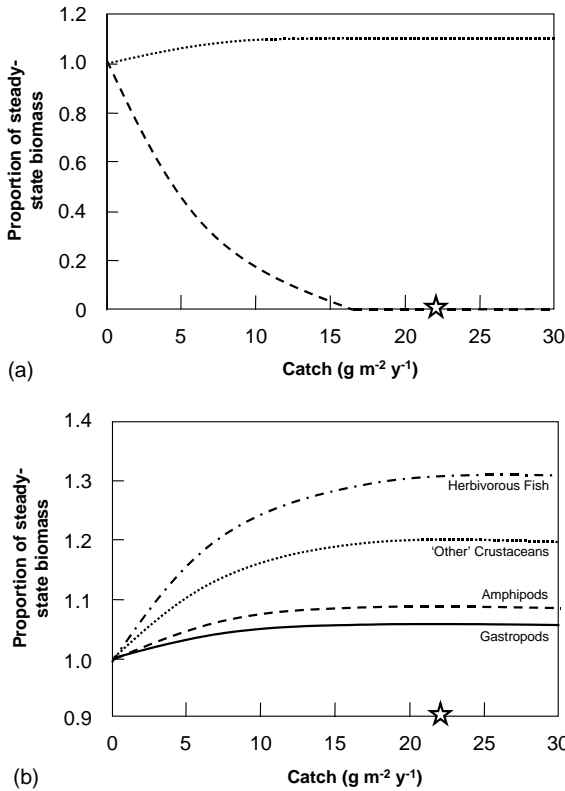 1.2
1.0
0.8
0.6
0.4
0.2
0
Proportion of steady-
state biomass
0 5 10 15 20 25 30
Catch (g m-2 y-1)
(a)
1.4
1.3
1.2
1.1
1.0
0.9
Proportion of steady-
state biomass
Herbivorous Fish
‘Other’ Crustaceans
Amphipods
Gastropods
0 5 10 15 20 25 30
Catch (g m-2 y-1)
(b)